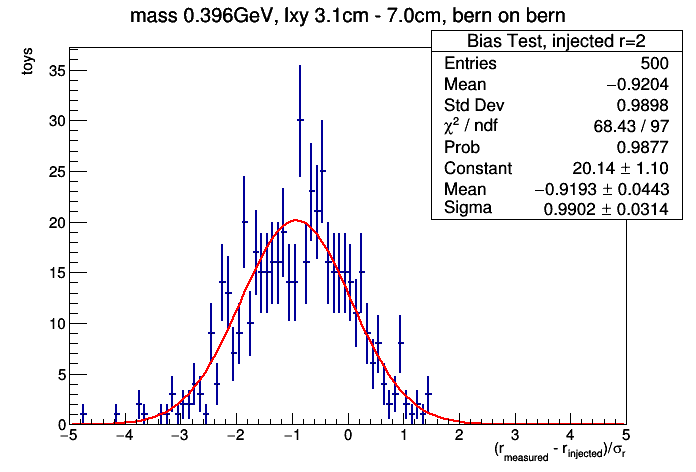 mass 0.396GeV, lxy 3.1cm - 7.0cm, bern on bern
toys
Bias Test, injected r=2
Entries 500
Mean −0.9204
Std Dev 0.9898
χ² / ndf 68.43 / 97
Prob 0.9877
Constant 20.14 ± 1.10
Mean −0.9193 ± 0.0443
Sigma 0.9902 ± 0.0314
35
30
25
20
15
10
5
0
−5 −4 −3 −2 −1 0 1 2 3 4 5
(r_measured - r_injected)/σ_r